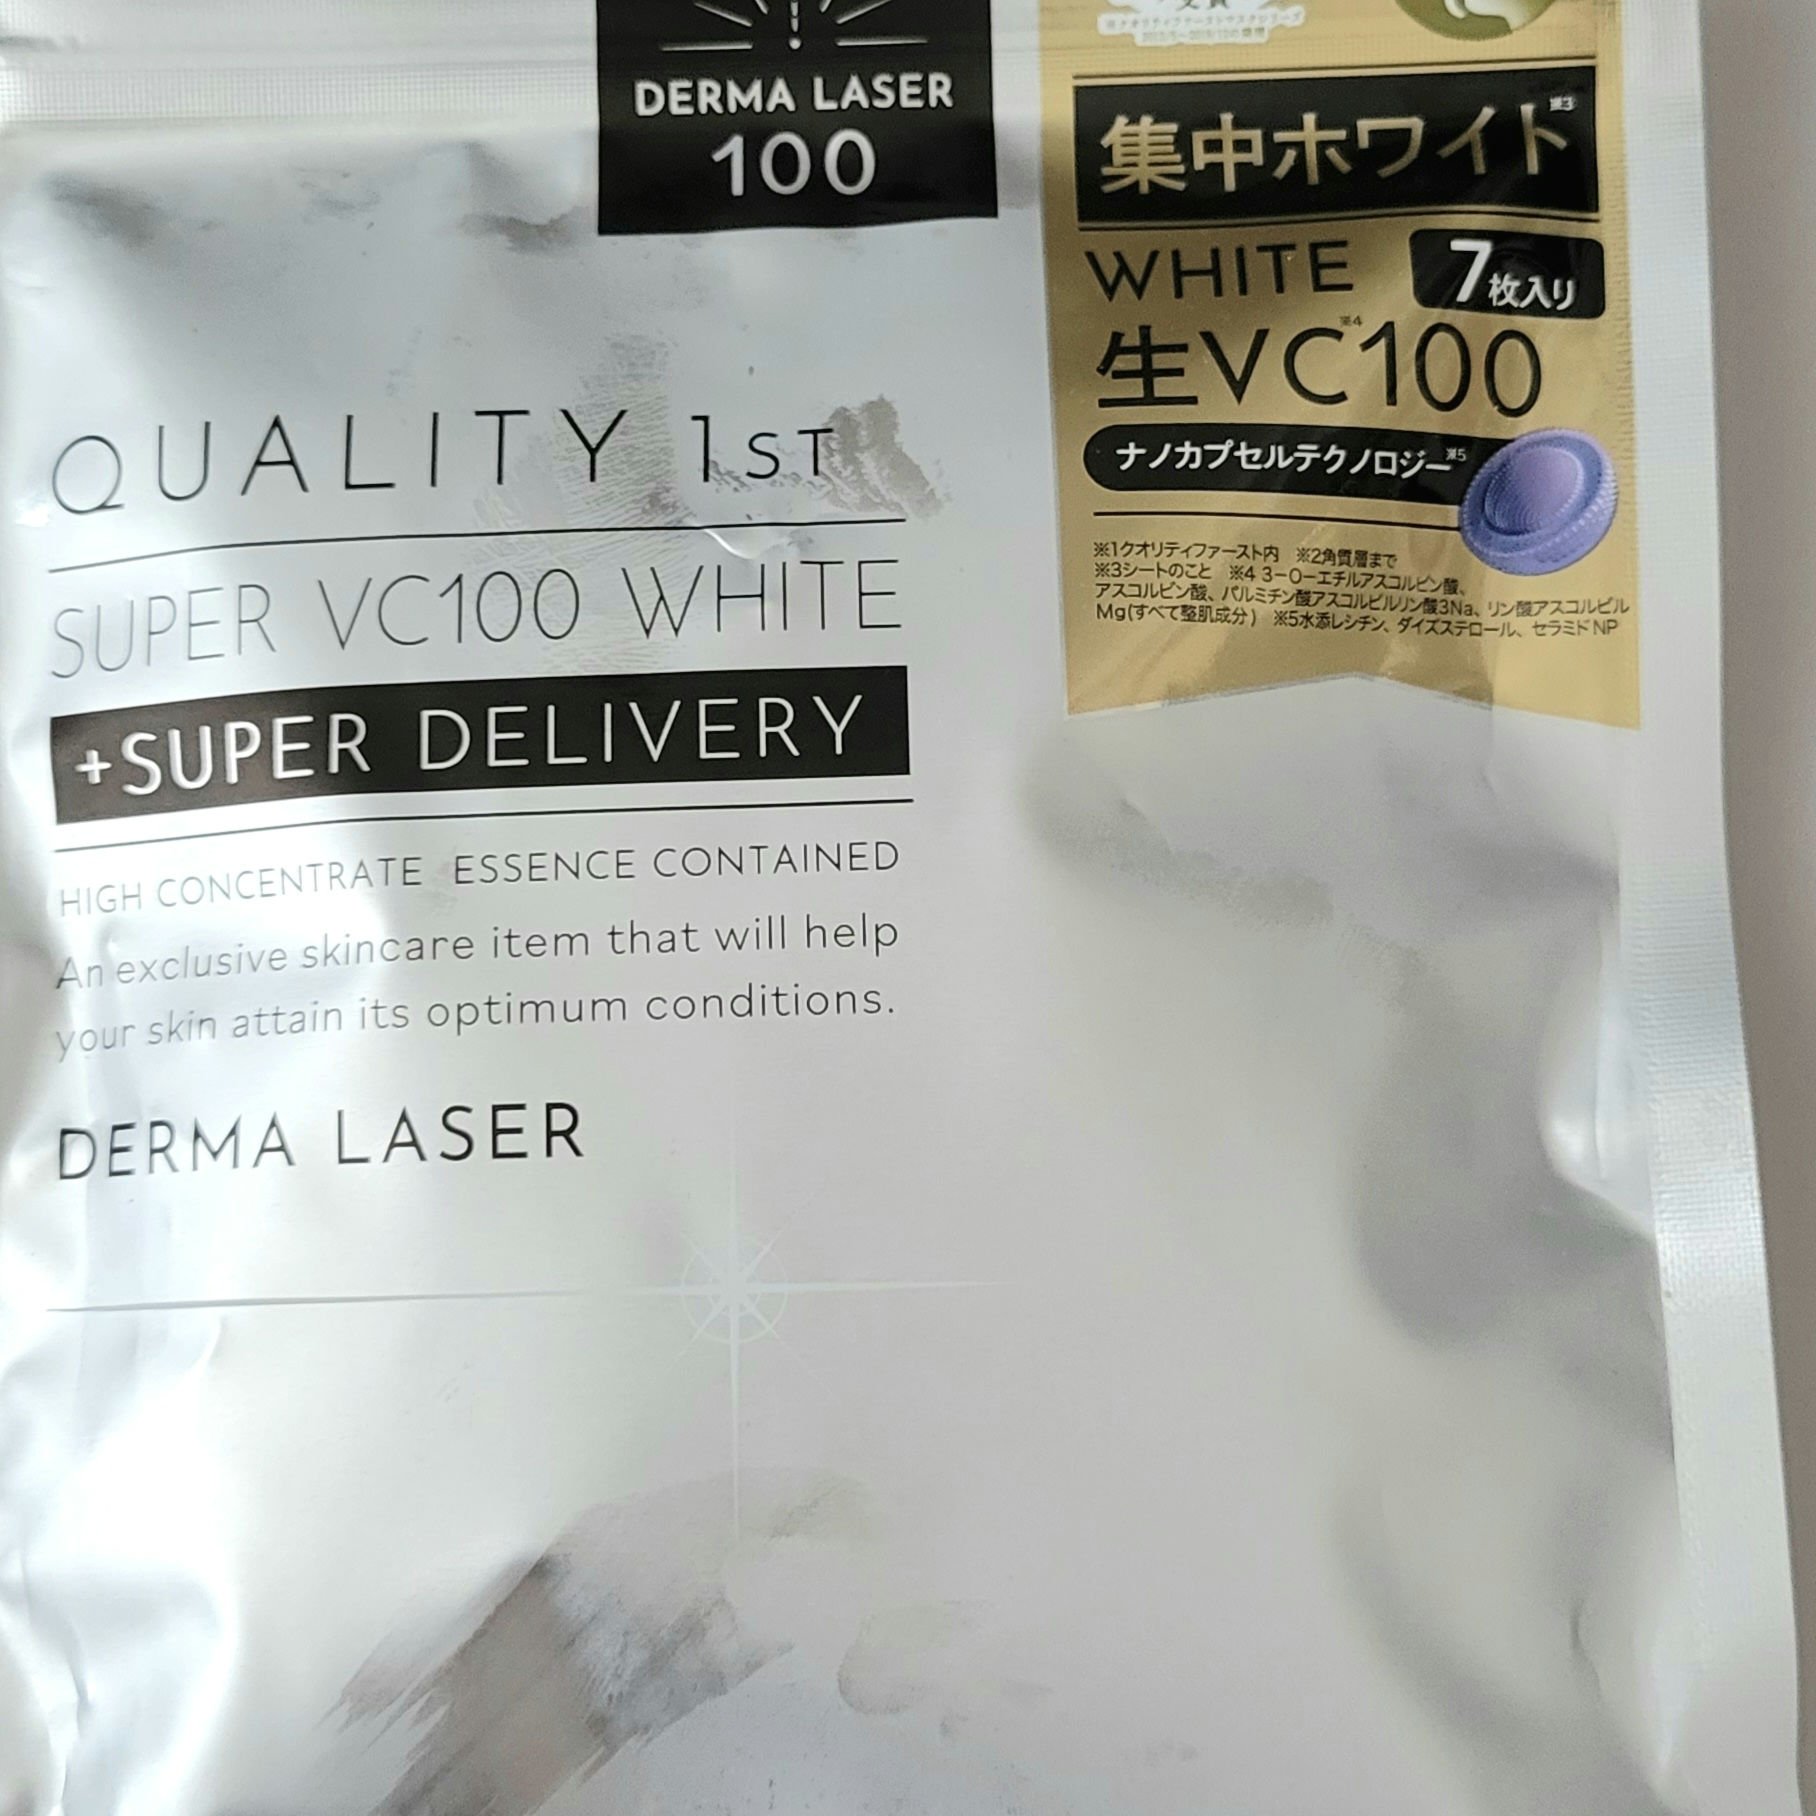 DERMA LASER
100
QUALITY 1ST
SUPER VC100 WHITE
+SUPER DELIVERY
HIGH CONCENTRATE ESSENCE CONTAINED
An exclusive skincare item that will help
your skin attain its optimum conditions.
DERMA LASER
受賞
集中ホワイト※3
WHITE 7枚入り
生VC100※4
ナノカプセルテクノロジー※5
※1クオリティファースト内 ※2角質層まで
※3シートのこと ※4 3-O-エチルアスコルビン酸、
アスコルビン酸、パルミチン酸アスコルビルリン酸3Na、リン酸アスコルビル
Mg(すべて整肌成分) ※5水添レシチン、ダイズステロール、セラミドNP